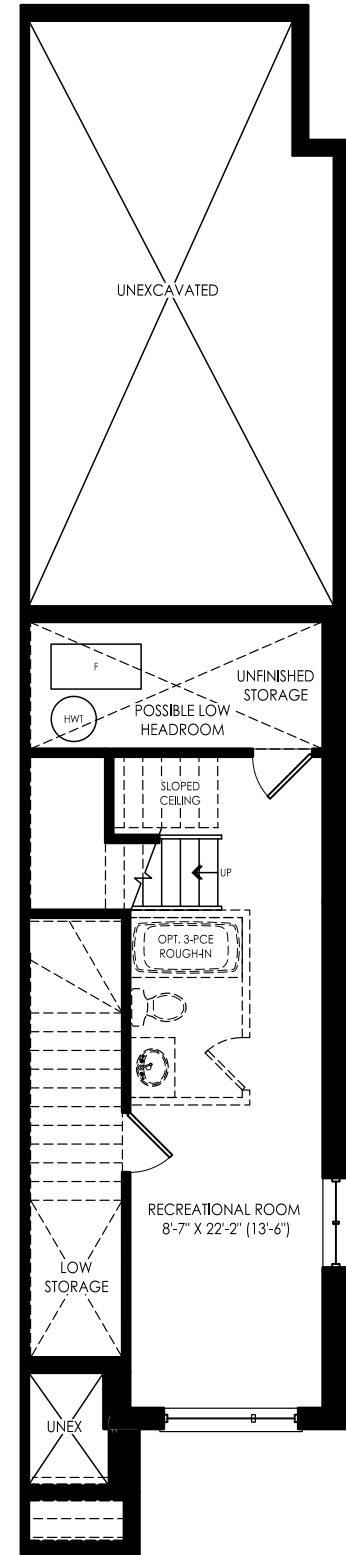 UNEXCAVATED
F
UNFINISHED
STORAGE
HWT
POSSIBLE LOW
HEADROOM
SLOPED
CEILING
UP
OPT. 3-PCE
ROUGH-IN
RECREATIONAL ROOM
8'-7" X 22'-2" (13'-6")
LOW
STORAGE
UNEX